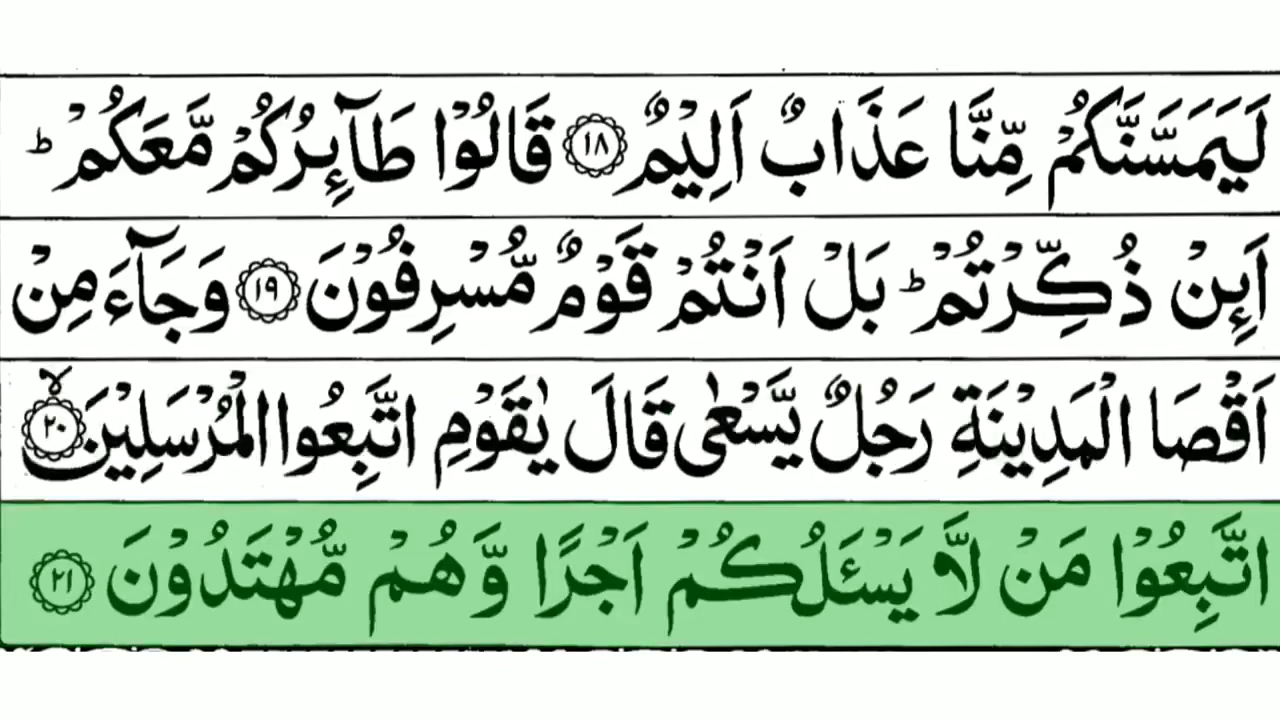 لَيَمَسَّنَّكُمْ مِّنَّا عَذَابٌ اَلِيْمٌ ۝١٨ قَالُوْا طَآئِرُكُمْ مَّعَكُمْ ؕ
اَئِنْ ذُكِّرْتُمْ ؕ بَلْ اَنْتُمْ قَوْمٌ مُّسْرِفُوْنَ ۝١٩ وَجَآءَ مِنْ
اَقْصَا الْمَدِيْنَةِ رَجُلٌ يَّسْعٰى قَالَ يٰقَوْمِ اتَّبِعُوا الْمُرْسَلِيْنَ ۙ۝٢٠
اتَّبِعُوْا مَنْ لَّا يَسْـَٔلُكُمْ اَجْرًا وَّهُمْ مُّهْتَدُوْنَ ۝٢١